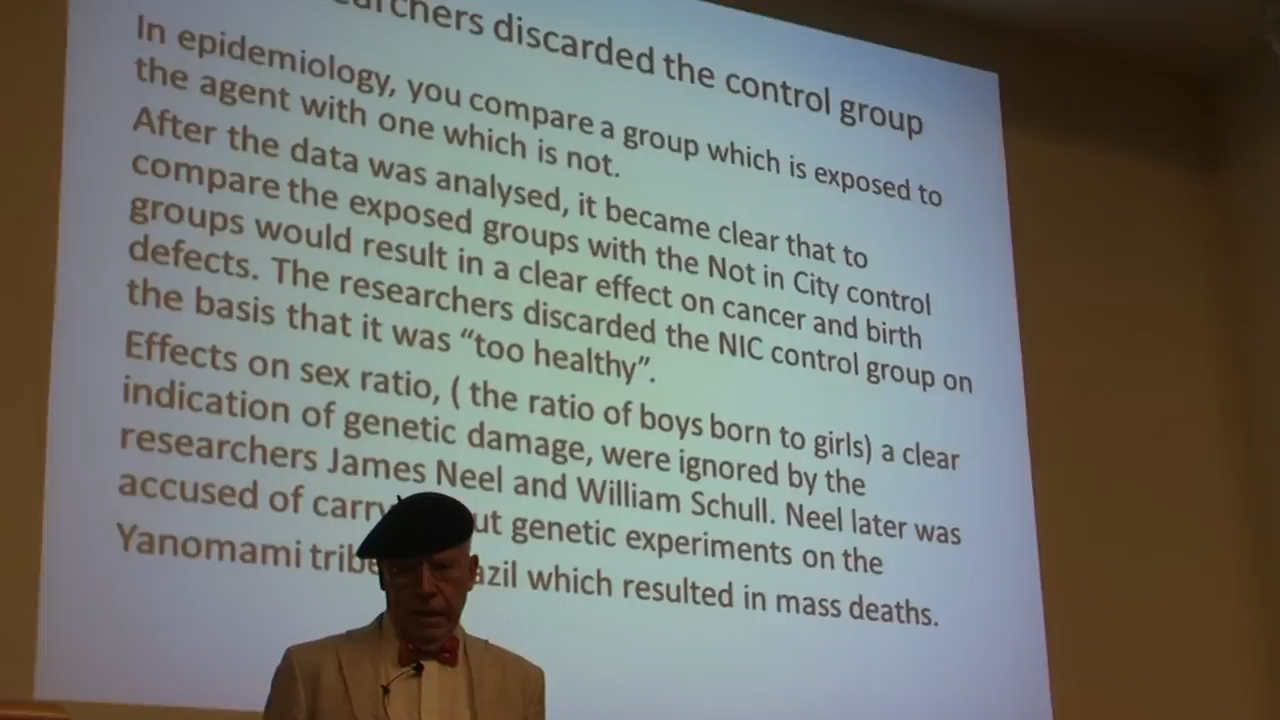 archers discarded the control group
In epidemiology, you compare a group which is exposed to
the agent with one which is not.
After the data was analysed, it became clear that to
compare the exposed groups with the Not in City control
groups would result in a clear effect on cancer and birth
defects. The researchers discarded the NIC control group on
the basis that it was “too healthy”.
Effects on sex ratio, ( the ratio of boys born to girls) a clear
indication of genetic damage, were ignored by the
researchers James Neel and William Schull. Neel later was
accused of carry ut genetic experiments on the
Yanomami tribe azil which resulted in mass deaths.